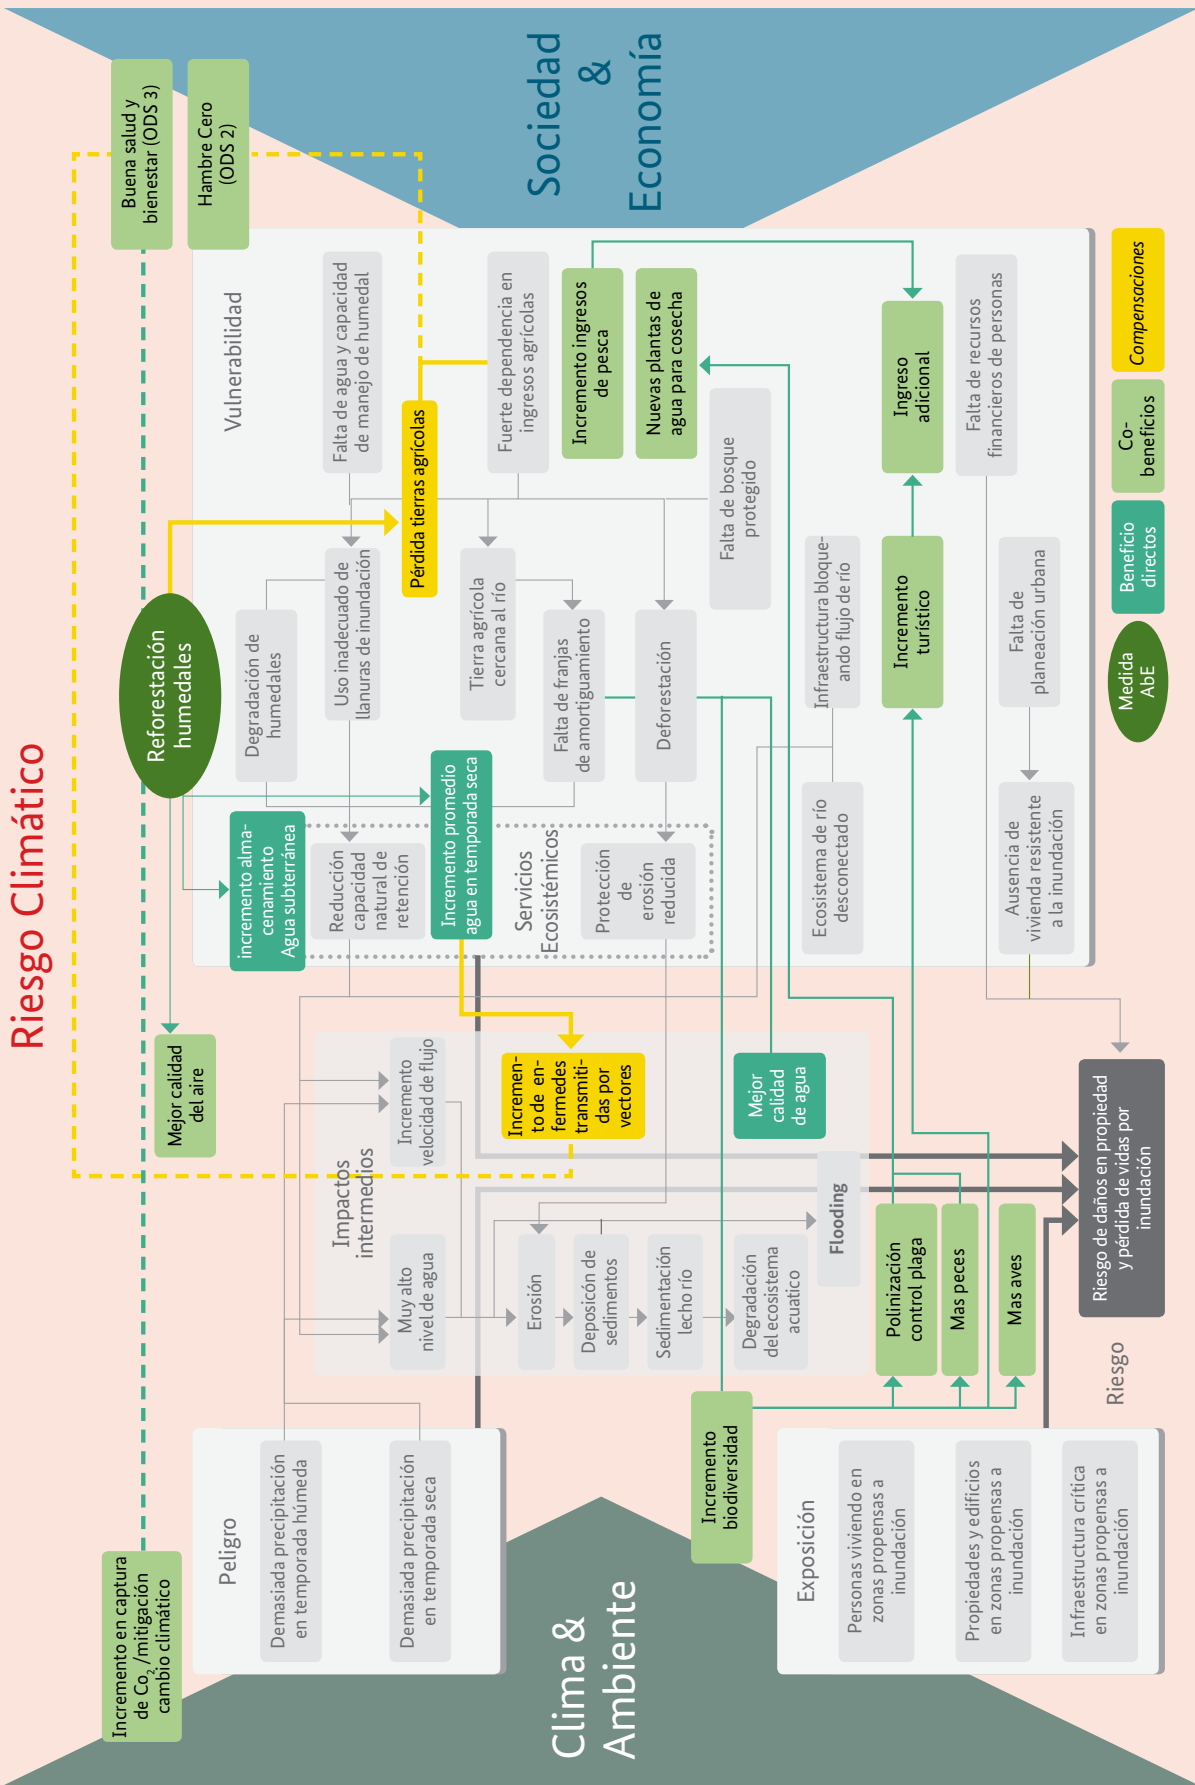 Riesgo Climático
Incremento en captura
de Co2 /mitigación
cambio climático
Mejor calidad
del aire
Reforestación
humedales
Buena salud y
bienestar (ODS 3)
Hambre Cero
(ODS 2)
Clima &
Ambiente
Sociedad
&
Economía
Peligro
Demasiada precipitación
en temporada húmeda
Demasiada precipitación
en temporada seca
Incremento
biodiversidad
Exposición
Personas viviendo en
zonas propensas a
inundación
Propiedades y edificios
en zonas propensas a
inundación
Infraestructura crítica
en zonas propensas a
inundación
Impactos
intermedios
Muy alto
nivel de agua
Incremento
velocidad de flujo
Erosión
Deposicón de
sedimentos
Sedimentación
lecho río
Degradación
del ecosistema
acuatico
Incremen-
to de en-
fermedes
transmiti-
das por
vectores
Mejor
calidad
de agua
Flooding
Polinización
control plaga
Mas peces
Mas aves
Riesgo
Riesgo de daños en propiedad
y pérdida de vidas por
inundación
incremento alma-
cenamiento
Agua subterránea
Reducción
capacidad
natural de
retención
Incremento promedio
agua en temporada seca
Servicios
Ecosistémicos
Protección
de
erosión
reducida
Vulnerabilidad
Degradación de
humedales
Uso inadecuado de
llanuras de inundación
Falta de agua y capacidad
de manejo de humedal
Pérdida tierras agrícolas
Tierra agrícola
cercana al río
Fuerte dependencia en
ingresos agrícolas
Falta de franjas
de amortiguamiento
Incremento ingresos
de pesca
Deforestación
Nuevas plantas de
agua para cosecha
Falta de bosque
protegido
Ecosistema de río
desconectado
Infraestructura bloque-
ando flujo de río
Incremento
turístico
Ingreso
adicional
Falta de recursos
financieros de personas
Ausencia de
vivienda resistente
a la inundación
Falta de
planeación urbana
Medida
AbE
Beneficio
directos
Co-
beneficios
Compensaciones